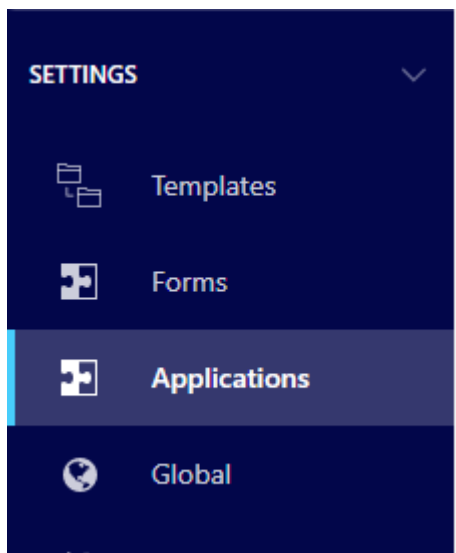 SETTINGS
Templates
Forms
Applications
Global